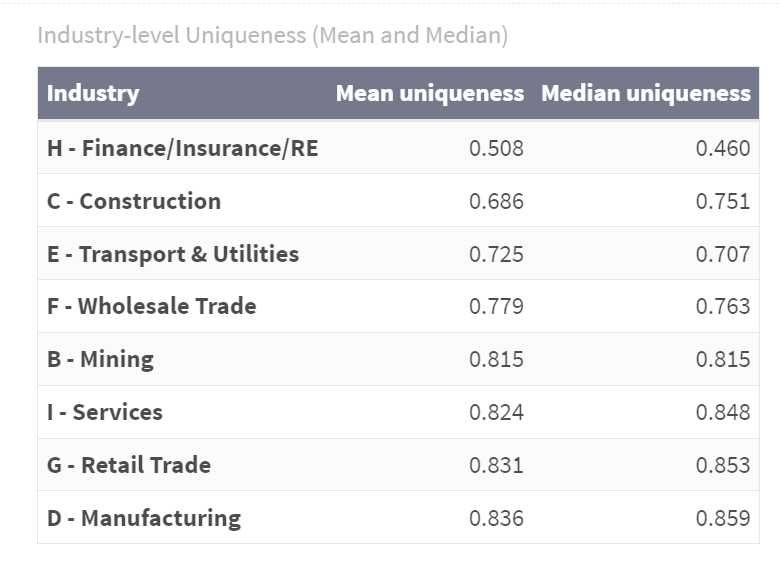 Industry-level Uniqueness (Mean and Median)
Industry Mean uniqueness Median uniqueness
H - Finance/Insurance/RE 0.508 0.460
C - Construction 0.686 0.751
E - Transport & Utilities 0.725 0.707
F - Wholesale Trade 0.779 0.763
B - Mining 0.815 0.815
I - Services 0.824 0.848
G - Retail Trade 0.831 0.853
D - Manufacturing 0.836 0.859